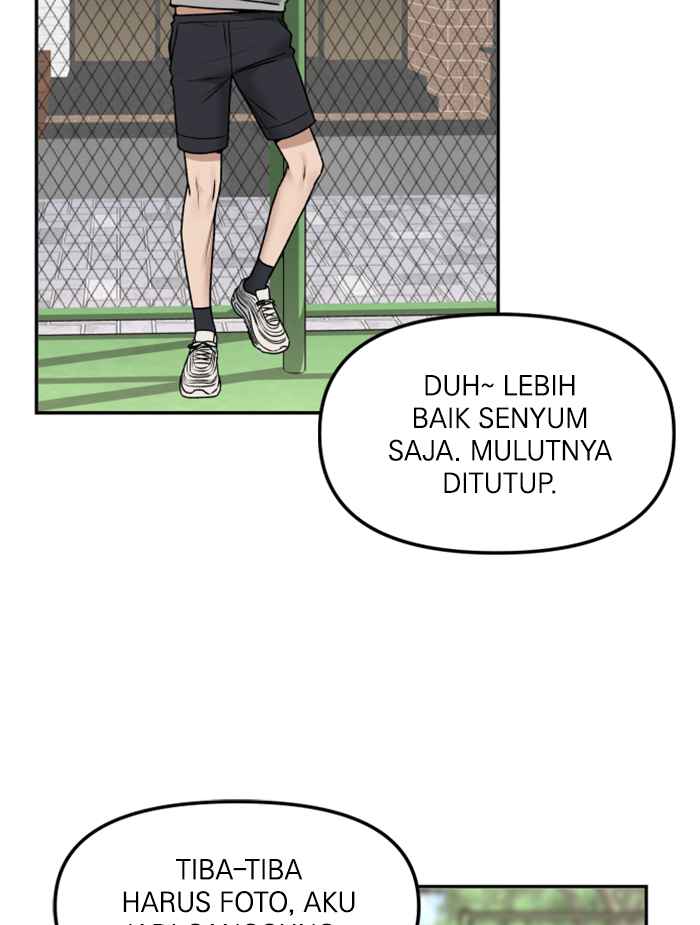 DUH~ LEBIH
BAIK SENYUM
SAJA. MULUTNYA
DITUTUP.
TIBA-TIBA
HARUS FOTO, AKU